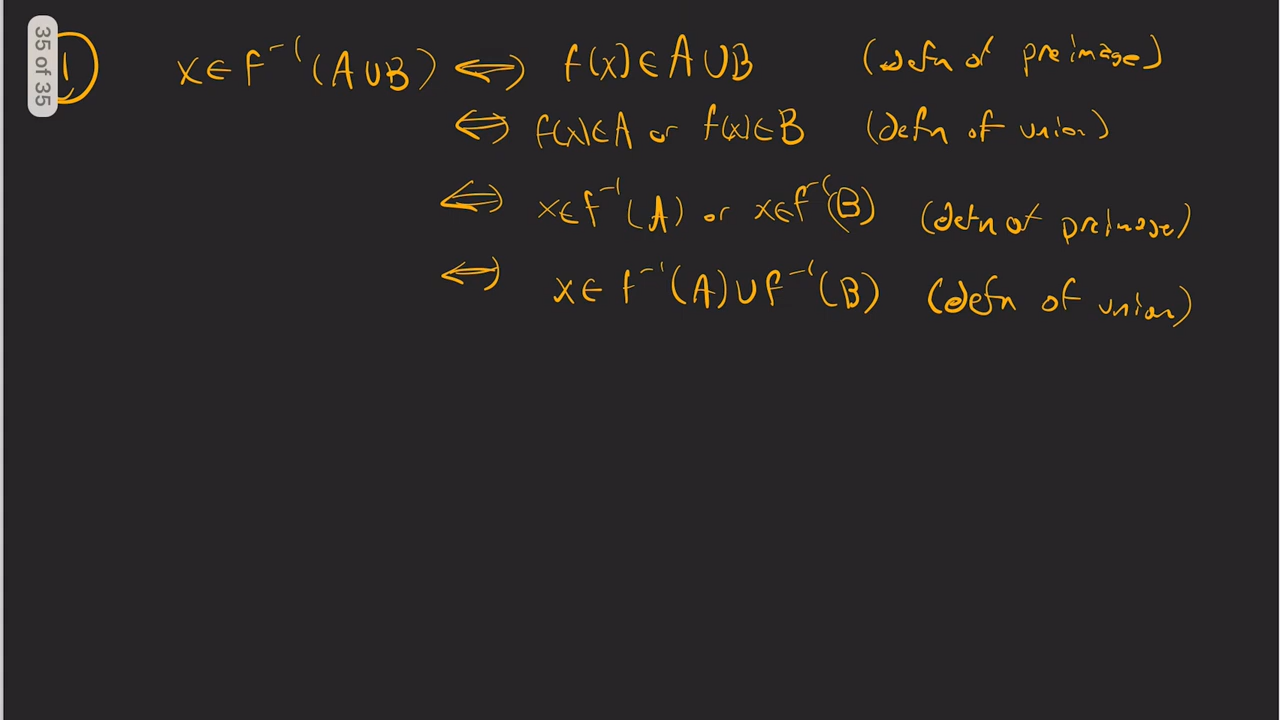 35 of 35
1 x ∈ f⁻¹(A∪B) ⟺ f(x) ∈ A∪B (defn of preimage)
⟺ f(x) ∈ A or f(x) ∈ B (defn of union)
⟺ x ∈ f⁻¹(A) or x ∈ f⁻¹(B) (defn of preimage)
⟺ x ∈ f⁻¹(A) ∪ f⁻¹(B) (defn of union)